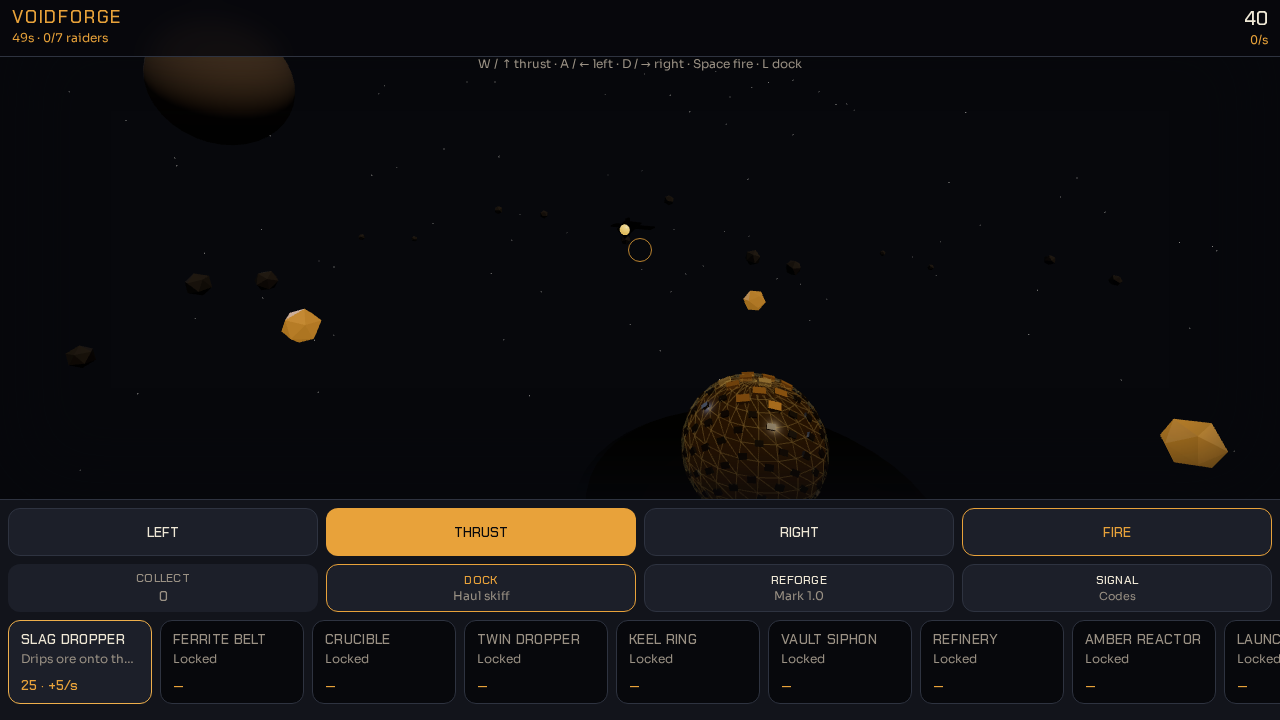 VOIDFORGE
49s · 0/7 raiders
40
0/s
W / ↑ thrust · A / ← left · D / → right · Space fire · L dock
LEFT
THRUST
RIGHT
FIRE
COLLECT
0
DOCK
Haul skiff
REFORGE
Mark 1.0
SIGNAL
Codes
SLAG DROPPER
Drips ore onto th...
25 · +5/s
FERRITE BELT
Locked
—
CRUCIBLE
Locked
—
TWIN DROPPER
Locked
—
KEEL RING
Locked
—
VAULT SIPHON
Locked
—
REFINERY
Locked
—
AMBER REACTOR
Locked
—
LAUNC
Locked